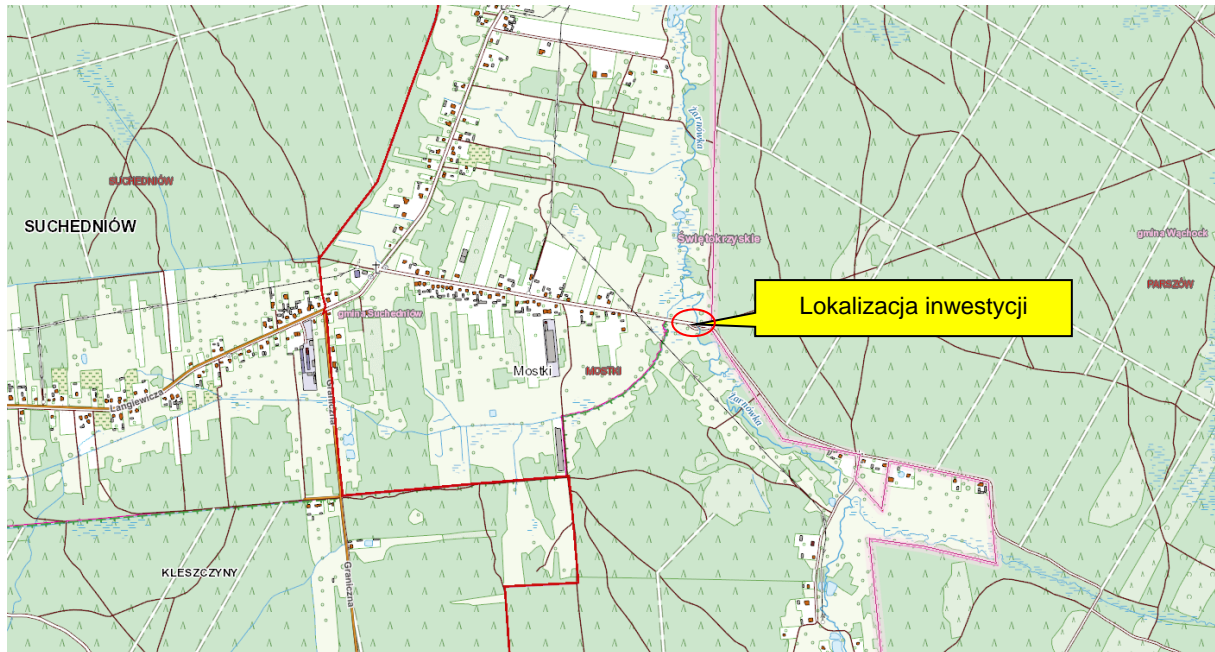 Żarnówka
SUCHEDNIÓW
SUCHEDNIÓW
Świętokrzyskie
gmina Wąchock
PARSZÓW
Lokalizacja inwestycji
gmina Suchedniów
Mostki
MOSTKI
Graniczna
Langiewicza
Żarnówka
KLESZCZYNY
Graniczna